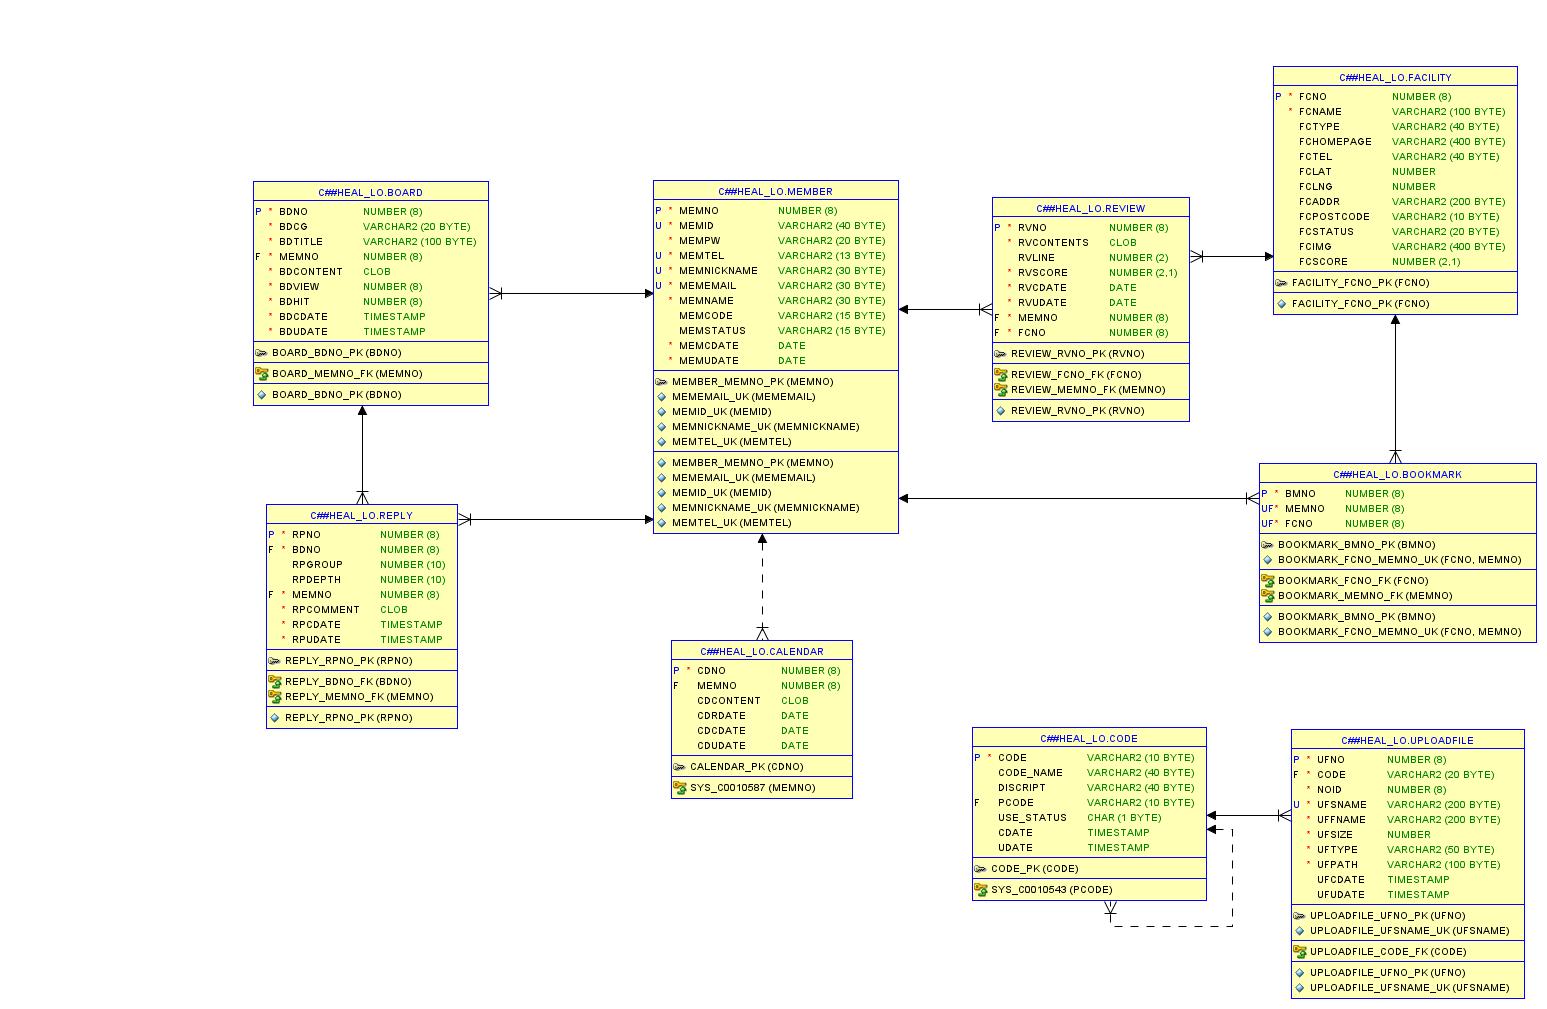 C##HEAL_LO.BOARD
P * BDNO NUMBER (8)
* BDCG VARCHAR2 (20 BYTE)
* BDTITLE VARCHAR2 (100 BYTE)
F * MEMNO NUMBER (8)
* BDCONTENT CLOB
* BDVIEW NUMBER (8)
* BDHIT NUMBER (8)
* BDCDATE TIMESTAMP
* BDUDATE TIMESTAMP
BOARD_BDNO_PK (BDNO)
BOARD_MEMNO_FK (MEMNO)
BOARD_BDNO_PK (BDNO)
C##HEAL_LO.REPLY
P * RPNO NUMBER (8)
F * BDNO NUMBER (8)
RPGROUP NUMBER (10)
RPDEPTH NUMBER (10)
F * MEMNO NUMBER (8)
* RPCOMMENT CLOB
* RPCDATE TIMESTAMP
* RPUDATE TIMESTAMP
REPLY_RPNO_PK (RPNO)
REPLY_BDNO_FK (BDNO)
REPLY_MEMNO_FK (MEMNO)
REPLY_RPNO_PK (RPNO)
C##HEAL_LO.MEMBER
P * MEMNO NUMBER (8)
U * MEMID VARCHAR2 (40 BYTE)
* MEMPW VARCHAR2 (20 BYTE)
U * MEMTEL VARCHAR2 (13 BYTE)
U * MEMNICKNAME VARCHAR2 (30 BYTE)
U * MEMEMAIL VARCHAR2 (30 BYTE)
* MEMNAME VARCHAR2 (30 BYTE)
MEMCODE VARCHAR2 (15 BYTE)
MEMSTATUS VARCHAR2 (15 BYTE)
* MEMCDATE DATE
* MEMUDATE DATE
MEMBER_MEMNO_PK (MEMNO)
MEMEMAIL_UK (MEMEMAIL)
MEMID_UK (MEMID)
MEMNICKNAME_UK (MEMNICKNAME)
MEMTEL_UK (MEMTEL)
MEMBER_MEMNO_PK (MEMNO)
MEMEMAIL_UK (MEMEMAIL)
MEMID_UK (MEMID)
MEMNICKNAME_UK (MEMNICKNAME)
MEMTEL_UK (MEMTEL)
C##HEAL_LO.CALENDAR
P * CDNO NUMBER (8)
F MEMNO NUMBER (8)
CDCONTENT CLOB
CDRDATE DATE
CDCDATE DATE
CDUDATE DATE
CALENDAR_PK (CDNO)
SYS_C0010587 (MEMNO)
C##HEAL_LO.REVIEW
P * RVNO NUMBER (8)
* RVCONTENTS CLOB
RVLINE NUMBER (2)
* RVSCORE NUMBER (2,1)
* RVCDATE DATE
* RVUDATE DATE
F * MEMNO NUMBER (8)
F * FCNO NUMBER (8)
REVIEW_RVNO_PK (RVNO)
REVIEW_FCNO_FK (FCNO)
REVIEW_MEMNO_FK (MEMNO)
REVIEW_RVNO_PK (RVNO)
C##HEAL_LO.FACILITY
P * FCNO NUMBER (8)
* FCNAME VARCHAR2 (100 BYTE)
FCTYPE VARCHAR2 (40 BYTE)
FCHOMEPAGE VARCHAR2 (400 BYTE)
FCTEL VARCHAR2 (40 BYTE)
FCLAT NUMBER
FCLNG NUMBER
FCADDR VARCHAR2 (200 BYTE)
FCPOSTCODE VARCHAR2 (10 BYTE)
FCSTATUS VARCHAR2 (20 BYTE)
FCIMG VARCHAR2 (400 BYTE)
FCSCORE NUMBER (2,1)
FACILITY_FCNO_PK (FCNO)
FACILITY_FCNO_PK (FCNO)
C##HEAL_LO.BOOKMARK
P * BMNO NUMBER (8)
UF* MEMNO NUMBER (8)
UF* FCNO NUMBER (8)
BOOKMARK_BMNO_PK (BMNO)
BOOKMARK_FCNO_MEMNO_UK (FCNO, MEMNO)
BOOKMARK_FCNO_FK (FCNO)
BOOKMARK_MEMNO_FK (MEMNO)
BOOKMARK_BMNO_PK (BMNO)
BOOKMARK_FCNO_MEMNO_UK (FCNO, MEMNO)
C##HEAL_LO.CODE
P * CODE VARCHAR2 (10 BYTE)
CODE_NAME VARCHAR2 (40 BYTE)
DISCRIPT VARCHAR2 (40 BYTE)
F PCODE VARCHAR2 (10 BYTE)
USE_STATUS CHAR (1 BYTE)
CDATE TIMESTAMP
UDATE TIMESTAMP
CODE_PK (CODE)
SYS_C0010543 (PCODE)
C##HEAL_LO.UPLOADFILE
P * UFNO NUMBER (8)
F * CODE VARCHAR2 (20 BYTE)
* NOID NUMBER (8)
U * UFSNAME VARCHAR2 (200 BYTE)
* UFFNAME VARCHAR2 (200 BYTE)
* UFSIZE NUMBER
* UFTYPE VARCHAR2 (50 BYTE)
* UFPATH VARCHAR2 (100 BYTE)
UFCDATE TIMESTAMP
UFUDATE TIMESTAMP
UPLOADFILE_UFNO_PK (UFNO)
UPLOADFILE_UFSNAME_UK (UFSNAME)
UPLOADFILE_CODE_FK (CODE)
UPLOADFILE_UFNO_PK (UFNO)
UPLOADFILE_UFSNAME_UK (UFSNAME)